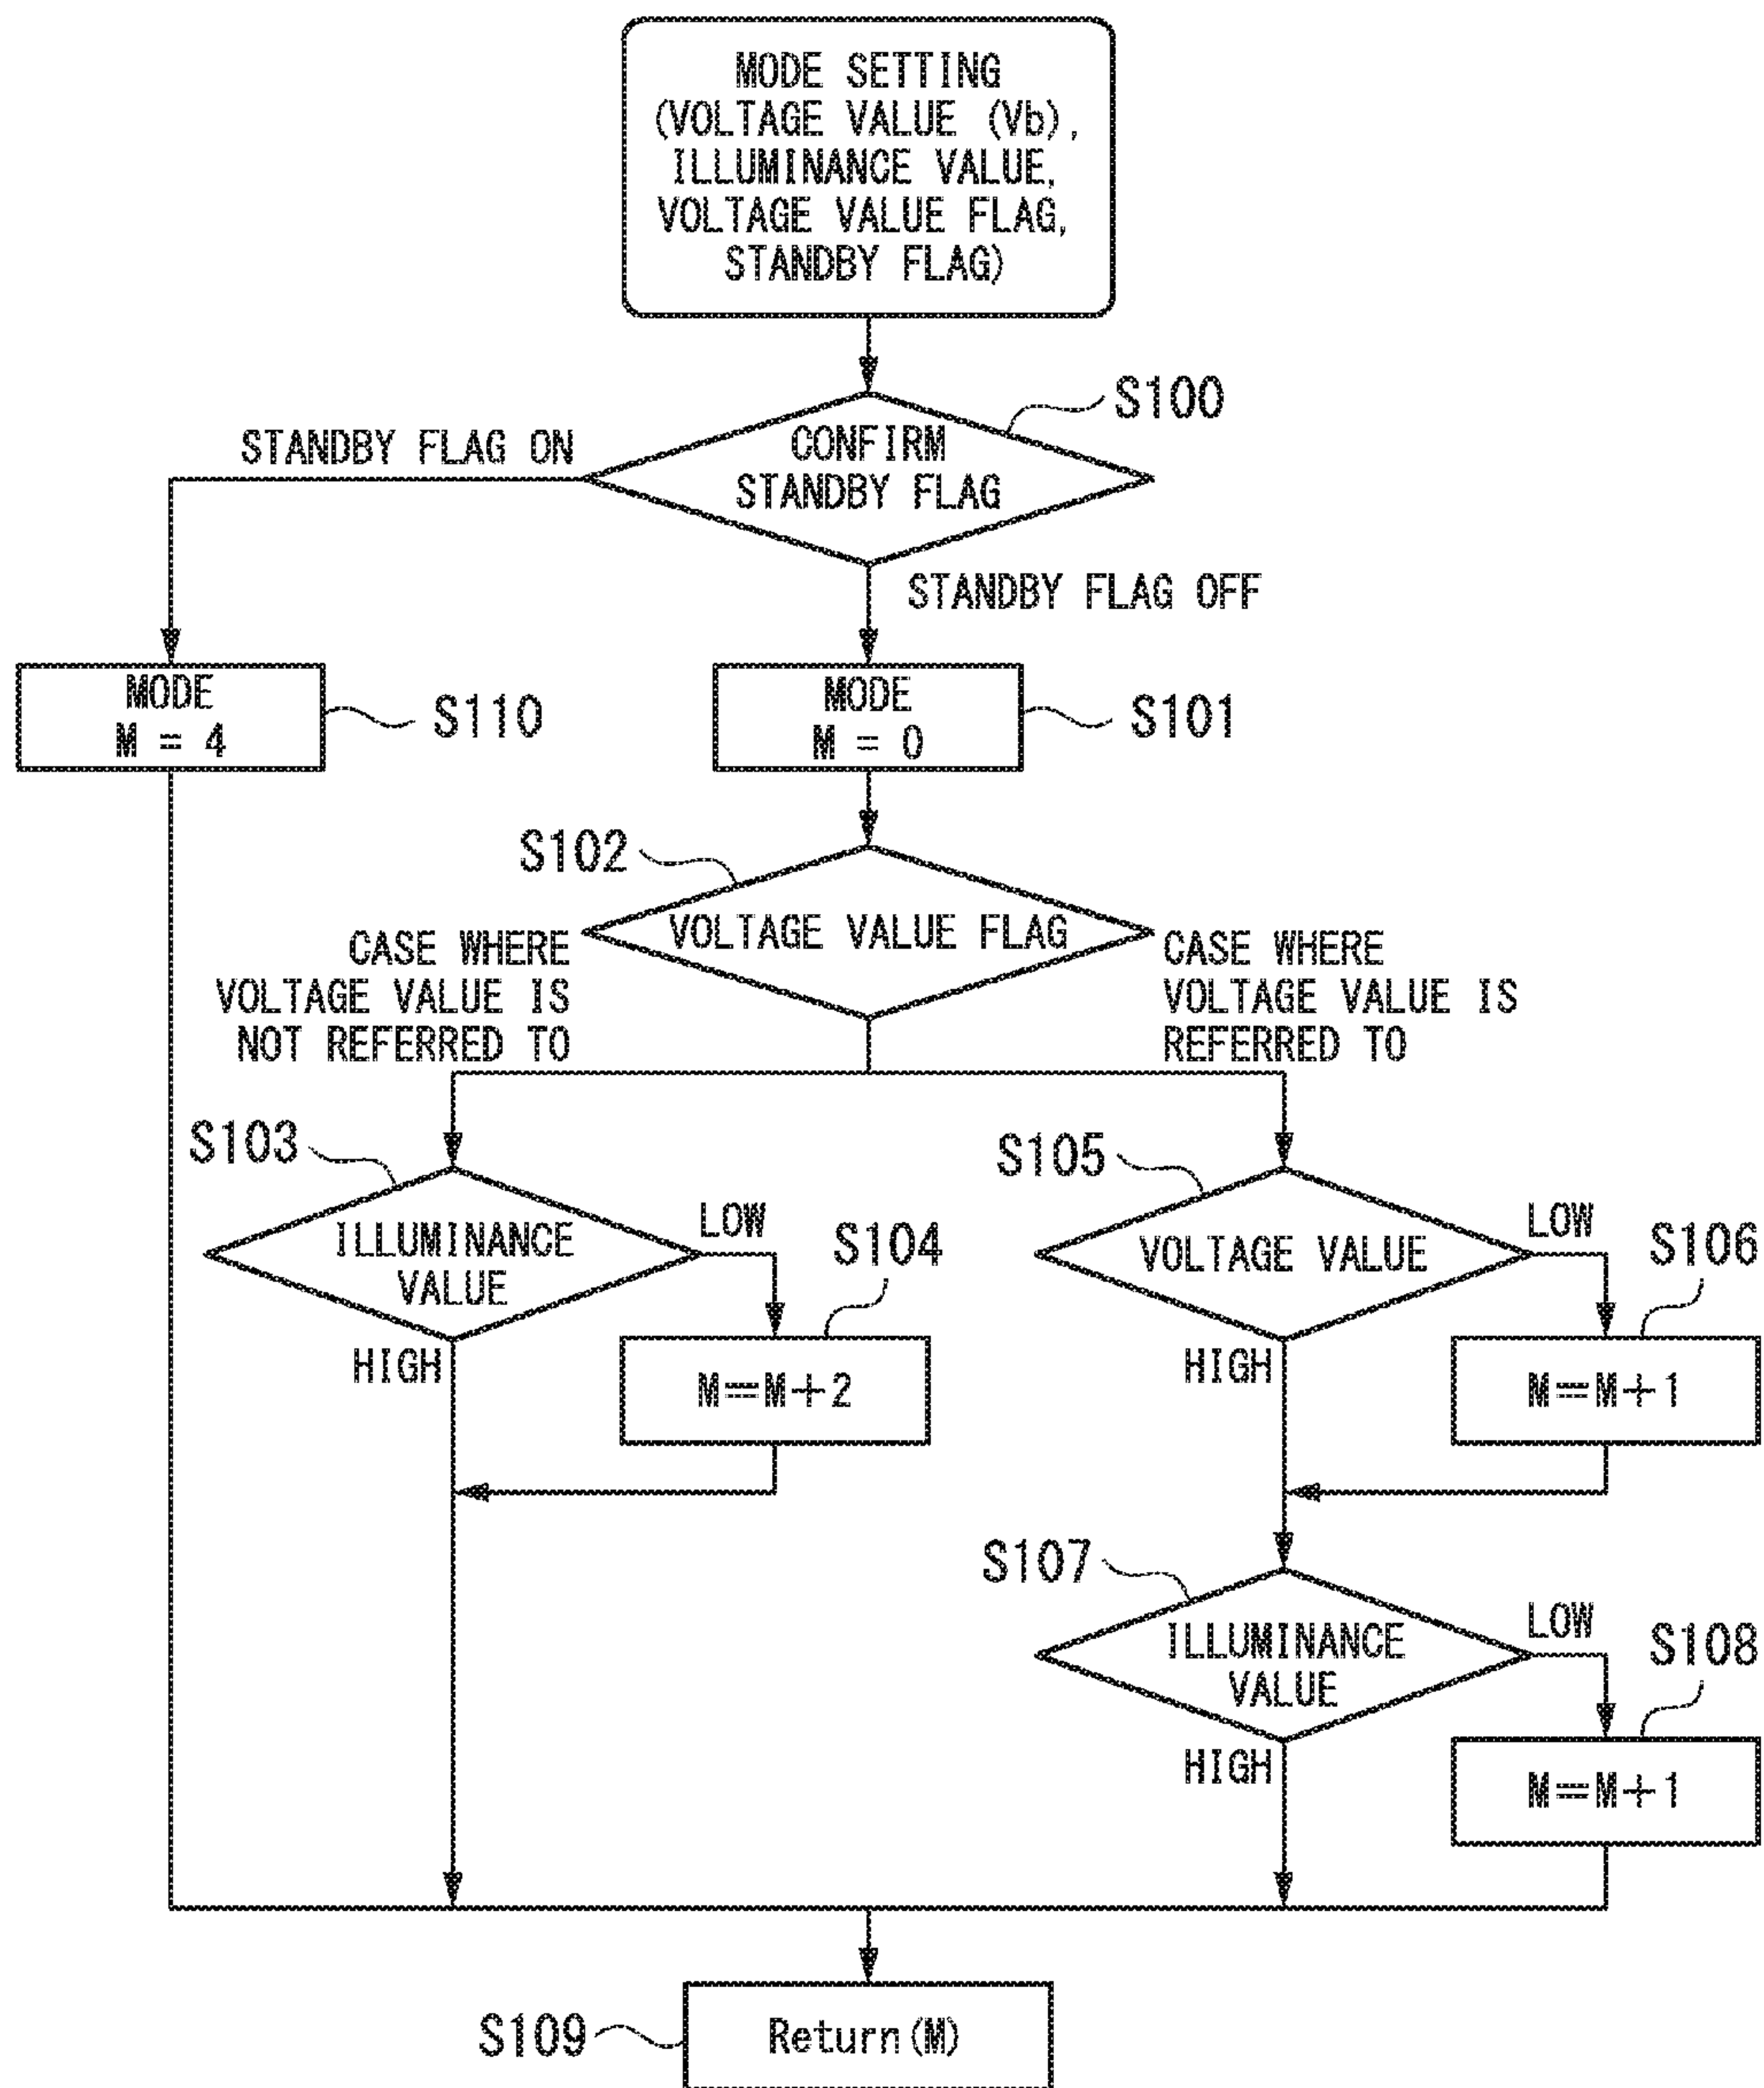 MODE SETTING
(VOLTAGE VALUE (Vb),
ILLUMINANCE VALUE,
VOLTAGE VALUE FLAG,
STANDBY FLAG)
S100
CONFIRM
STANDBY FLAG
STANDBY FLAG ON
STANDBY FLAG OFF
MODE
M = 4
S110
MODE
M = 0
S101
S102
VOLTAGE VALUE FLAG
CASE WHERE
VOLTAGE VALUE IS
NOT REFERRED TO
CASE WHERE
VOLTAGE VALUE IS
REFERRED TO
S103
ILLUMINANCE
VALUE
LOW
HIGH
S104
M=M+2
S105
VOLTAGE VALUE
LOW
HIGH
S106
M=M+1
S107
ILLUMINANCE
VALUE
LOW
HIGH
S108
M=M+1
S109
Return(M)